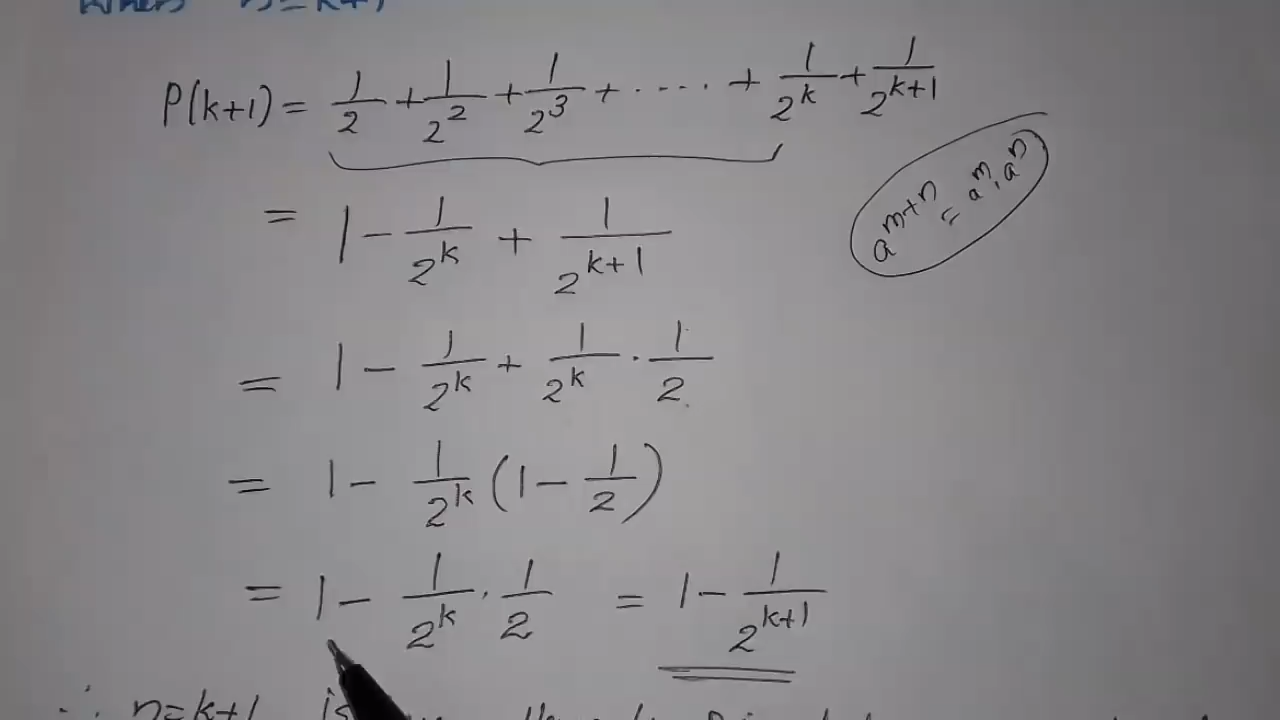 when n=k+1
P(k+1) = 1/2 + 1/2^2 + 1/2^3 + ···· + 1/2^k + 1/2^(k+1)
a^(m+n) = a^m . a^n
= 1 - 1/2^k + 1/2^(k+1)
= 1 - 1/2^k + 1/2^k · 1/2
= 1 - 1/2^k (1 - 1/2)
= 1 - 1/2^k · 1/2 = 1 - 1/2^(k+1)
∴ n=k+1 is